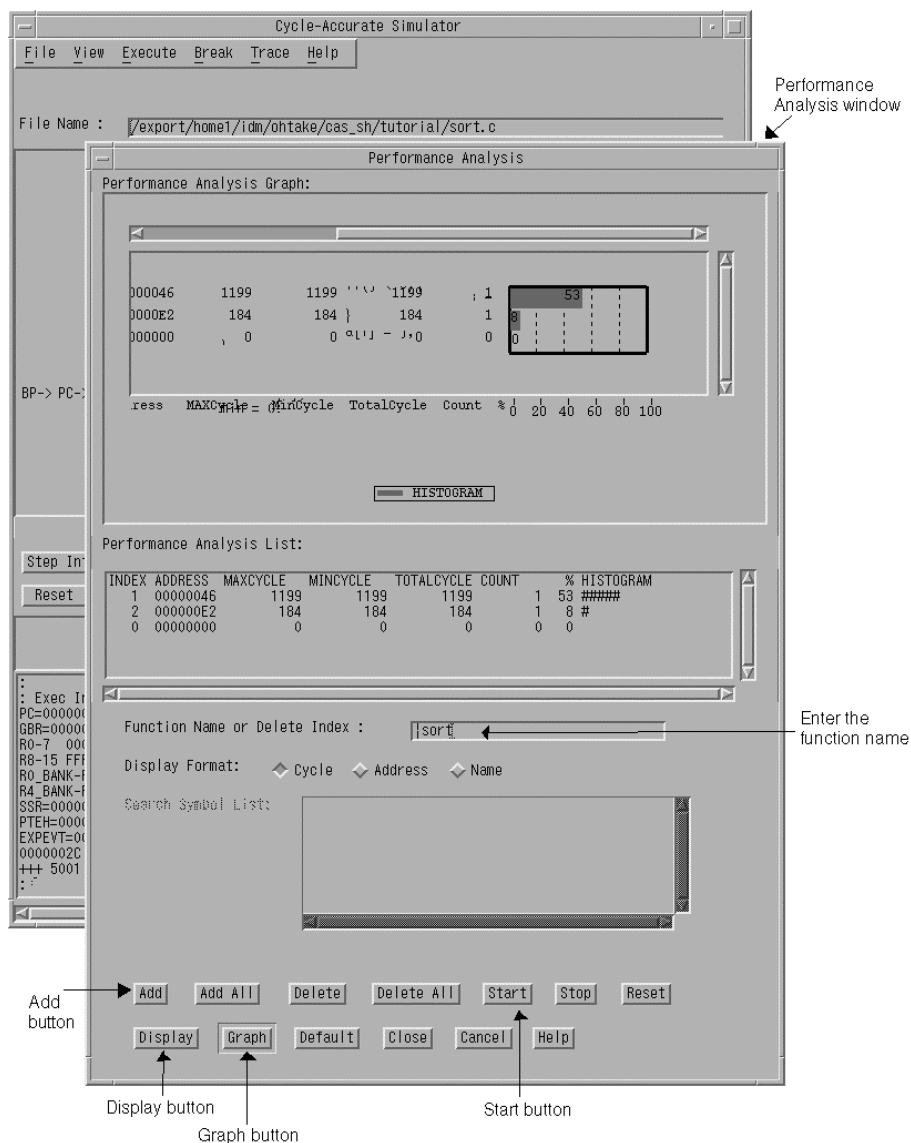 Cycle-Accurate Simulator
File View Execute Break Trace Help
Performance
Analysis window
File Name : /export/home1/idm/ohtake/cas_sh/tutorial/sort.c
Performance Analysis
Performance Analysis Graph:
000046 1199 1199 1199 1 53
0000E2 184 184 } 184 1 8
000000 0 0 0 0 0
BP-> PC->
ress MAXCycle MinCycle TotalCycle Count % 0 20 40 60 80 100
HISTOGRAM
Performance Analysis List:
Step In
Reset
INDEX ADDRESS MAXCYCLE MINCYCLE TOTALCYCLE COUNT % HISTOGRAM
1 00000046 1199 1199 1199 1 53 #####
2 000000E2 184 184 184 1 8 #
0 00000000 0 0 0 0 0
:
: Exec
PC=000000
GBR=00000
R0-7 000
R8-15 FFF
R0_BANK-
R4_BANK-
SSR=0000
PTEH=0000
EXPEVT=00
0000002C
+++ 5001
:
Function Name or Delete Index : sort
Enter the
function name
Display Format: Cycle Address Name
Search Symbol List:
Add Add All Delete Delete All Start Stop Reset
Add
button
Display Graph Default Close Cancel Help
Display button
Start button
Graph button